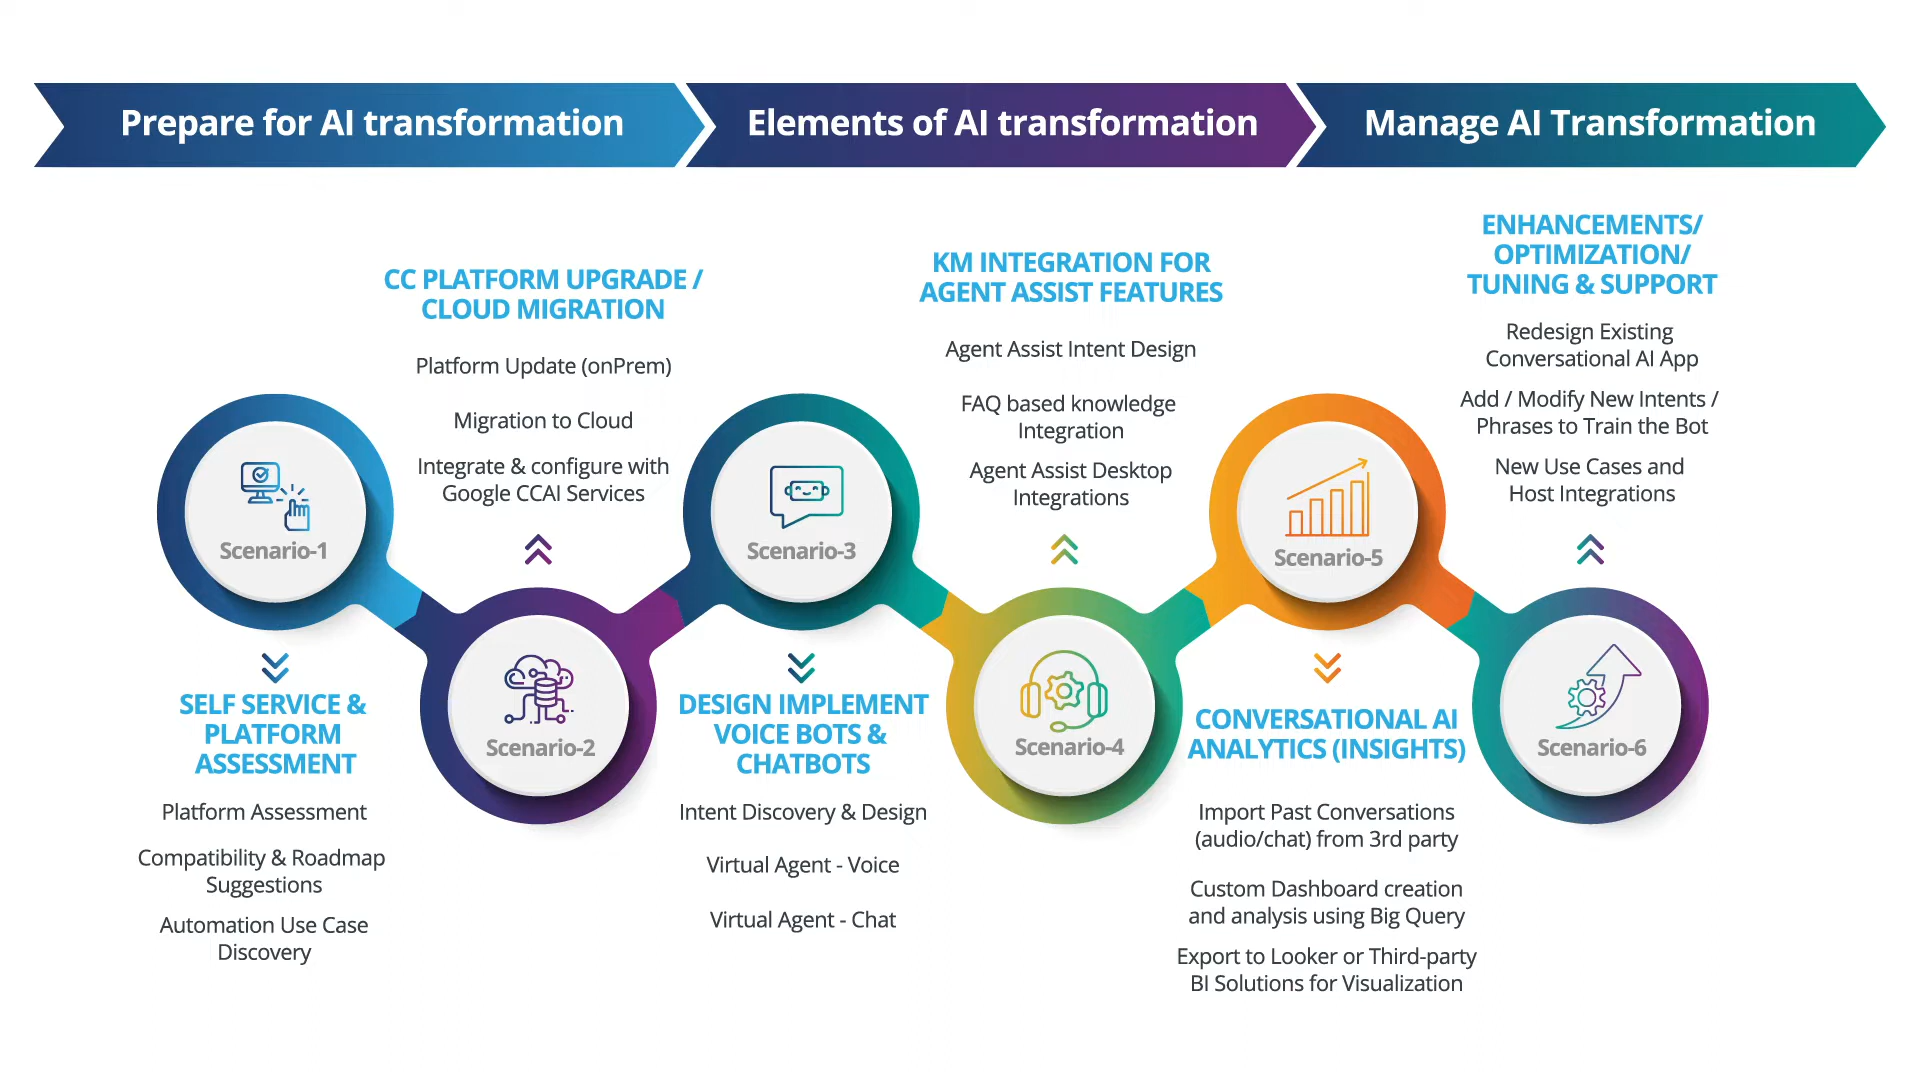 Prepare for AI transformation
Elements of AI transformation
Manage AI Transformation
Scenario-1
SELF SERVICE &
PLATFORM
ASSESSMENT
Platform Assessment
Compatibility & Roadmap
Suggestions
Automation Use Case
Discovery
CC PLATFORM UPGRADE /
CLOUD MIGRATION
Platform Update (onPrem)
Migration to Cloud
Integrate & configure with
Google CCAI Services
Scenario-2
Scenario-3
DESIGN IMPLEMENT
VOICE BOTS &
CHATBOTS
Intent Discovery & Design
Virtual Agent - Voice
Virtual Agent - Chat
KM INTEGRATION FOR
AGENT ASSIST FEATURES
Agent Assist Intent Design
FAQ based knowledge
Integration
Agent Assist Desktop
Integrations
Scenario-4
Scenario-5
CONVERSATIONAL AI
ANALYTICS (INSIGHTS)
Import Past Conversations
(audio/chat) from 3rd party
Custom Dashboard creation
and analysis using Big Query
Export to Looker or Third-party
BI Solutions for Visualization
ENHANCEMENTS/
OPTIMIZATION/
TUNING & SUPPORT
Redesign Existing
Conversational AI App
Add / Modify New Intents /
Phrases to Train the Bot
New Use Cases and
Host Integrations
Scenario-6